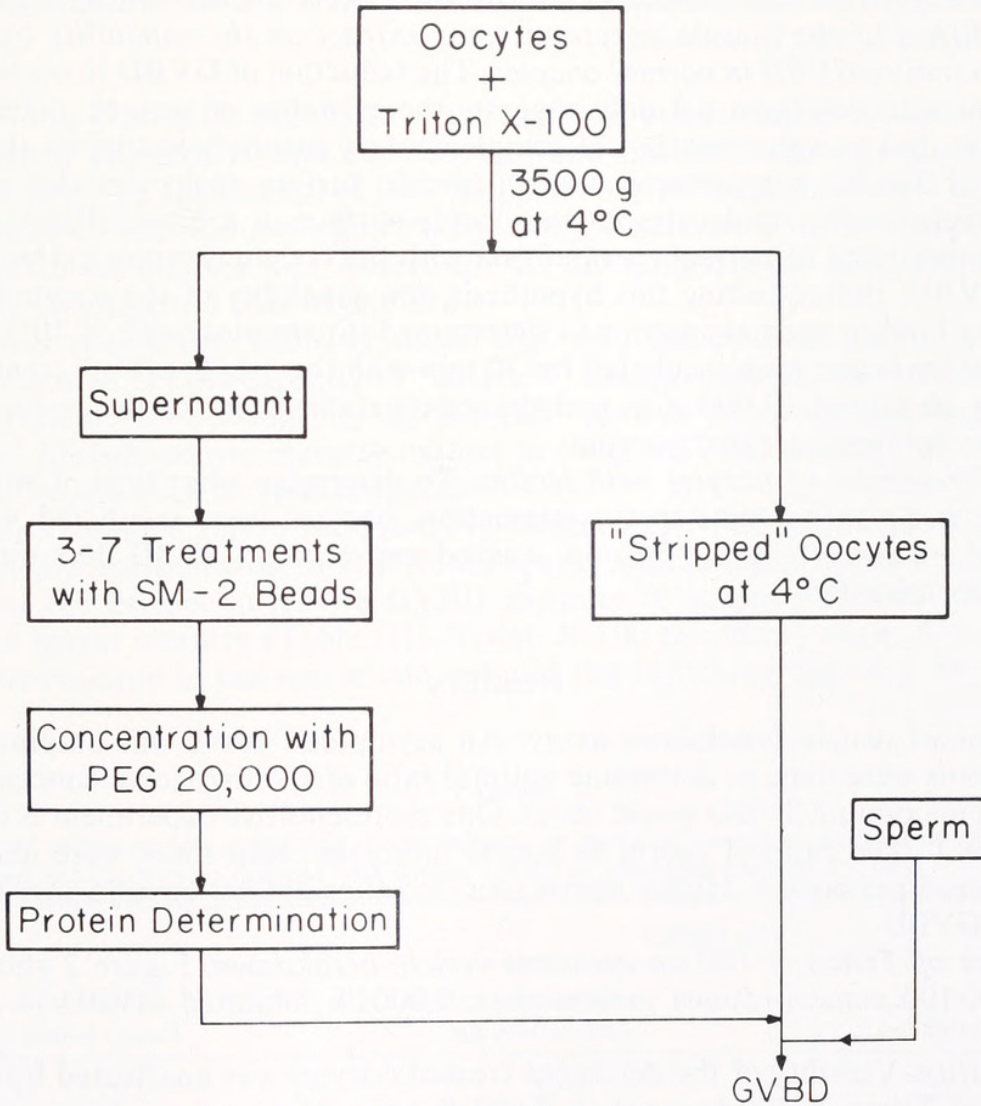 Oocytes
+
Triton X-100
3500 g
at 4°C
Supernatant
3-7 Treatments
with SM-2 Beads
"Stripped" Oocytes
at 4°C
Concentration with
PEG 20,000
Sperm
Protein Determination
GVBD